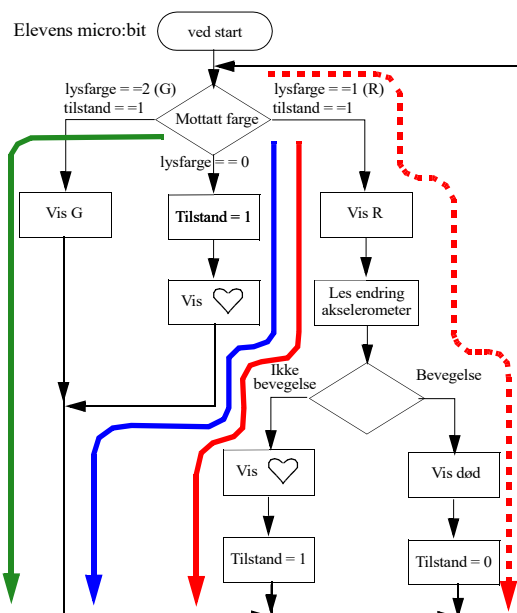 Elevens micro:bit
ved start
lysfarge = =2 (G)
tilstand = =1
lysfarge = =1 (R)
tilstand = =1
Mottatt farge
lysfarge = = 0
Vis G
Tilstand = 1
Vis R
Vis
Les endring
akselerometer
Ikke
bevegelse
Bevegelse
Vis
Vis død
Tilstand = 1
Tilstand = 0